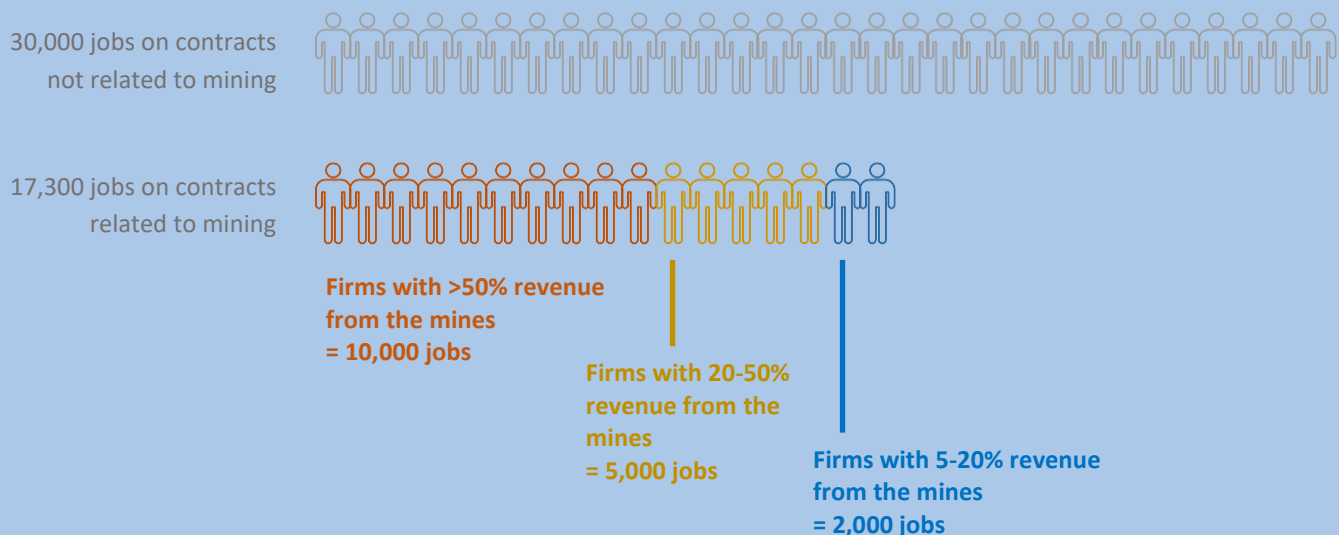 30,000 jobs on contracts
not related to mining
17,300 jobs on contracts
related to mining
Firms with >50% revenue
from the mines
= 10,000 jobs
Firms with 20-50%
revenue from the
mines
= 5,000 jobs
Firms with 5-20% revenue
from the mines
= 2,000 jobs